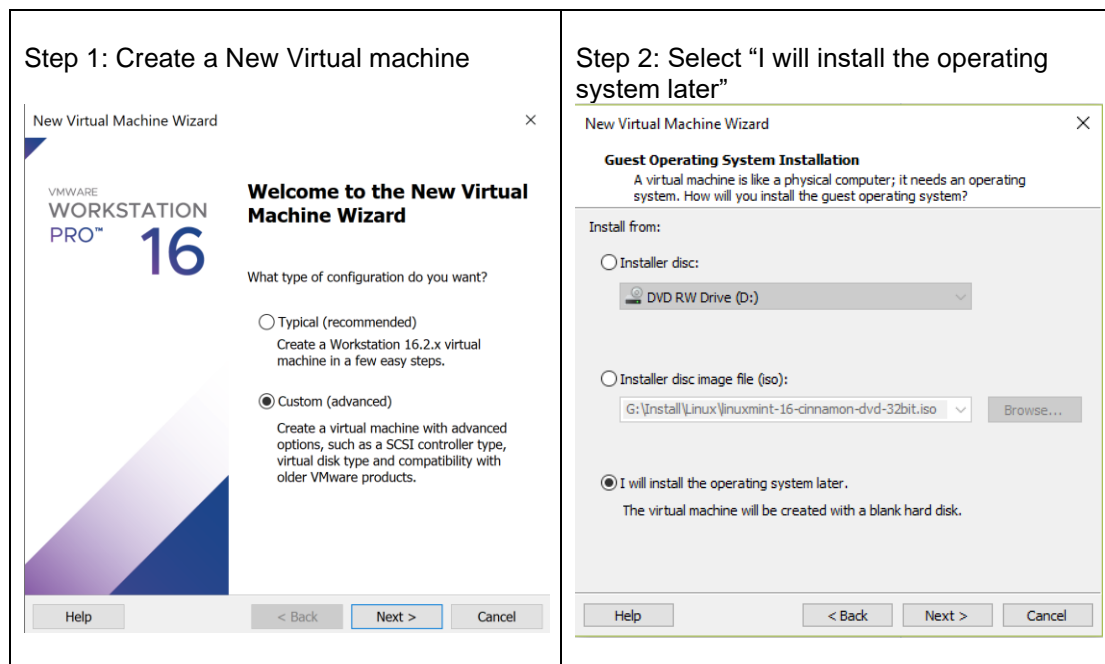 Step 1: Create a New Virtual machine
New Virtual Machine Wizard
VMWARE
WORKSTATION
PRO™
16
Welcome to the New Virtual
Machine Wizard
What type of configuration do you want?
Typical (recommended)
Create a Workstation 16.2.x virtual
machine in a few easy steps.
Custom (advanced)
Create a virtual machine with advanced
options, such as a SCSI controller type,
virtual disk type and compatibility with
older VMware products.
Help
< Back
Next >
Cancel
Step 2: Select “I will install the operating
system later”
New Virtual Machine Wizard
Guest Operating System Installation
A virtual machine is like a physical computer; it needs an operating
system. How will you install the guest operating system?
Install from:
Installer disc:
DVD RW Drive (D:)
Installer disc image file (iso):
G:\Install\Linux\linuxmint-16-cinnamon-dvd-32bit.iso
Browse...
I will install the operating system later.
The virtual machine will be created with a blank hard disk.
Help
< Back
Next >
Cancel